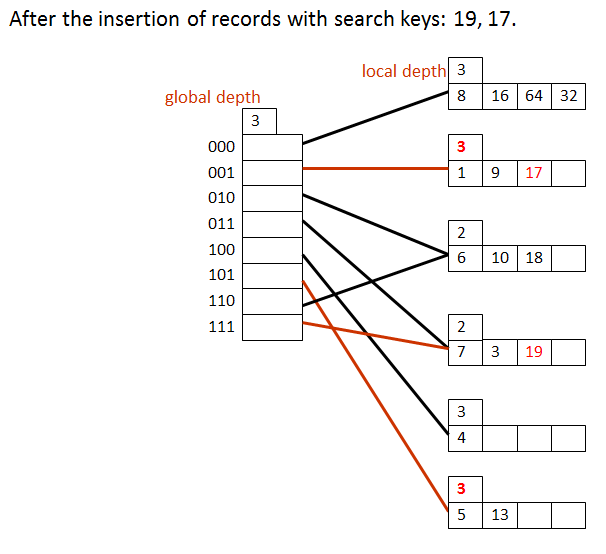 After the insertion of records with search keys: 19, 17.
local depth 3
8 16 64 32
global depth
3
3
000
1 9 17
001
010
2
011
6 10 18
100
101
110
2
111
7 3 19
3
4
3
5 13